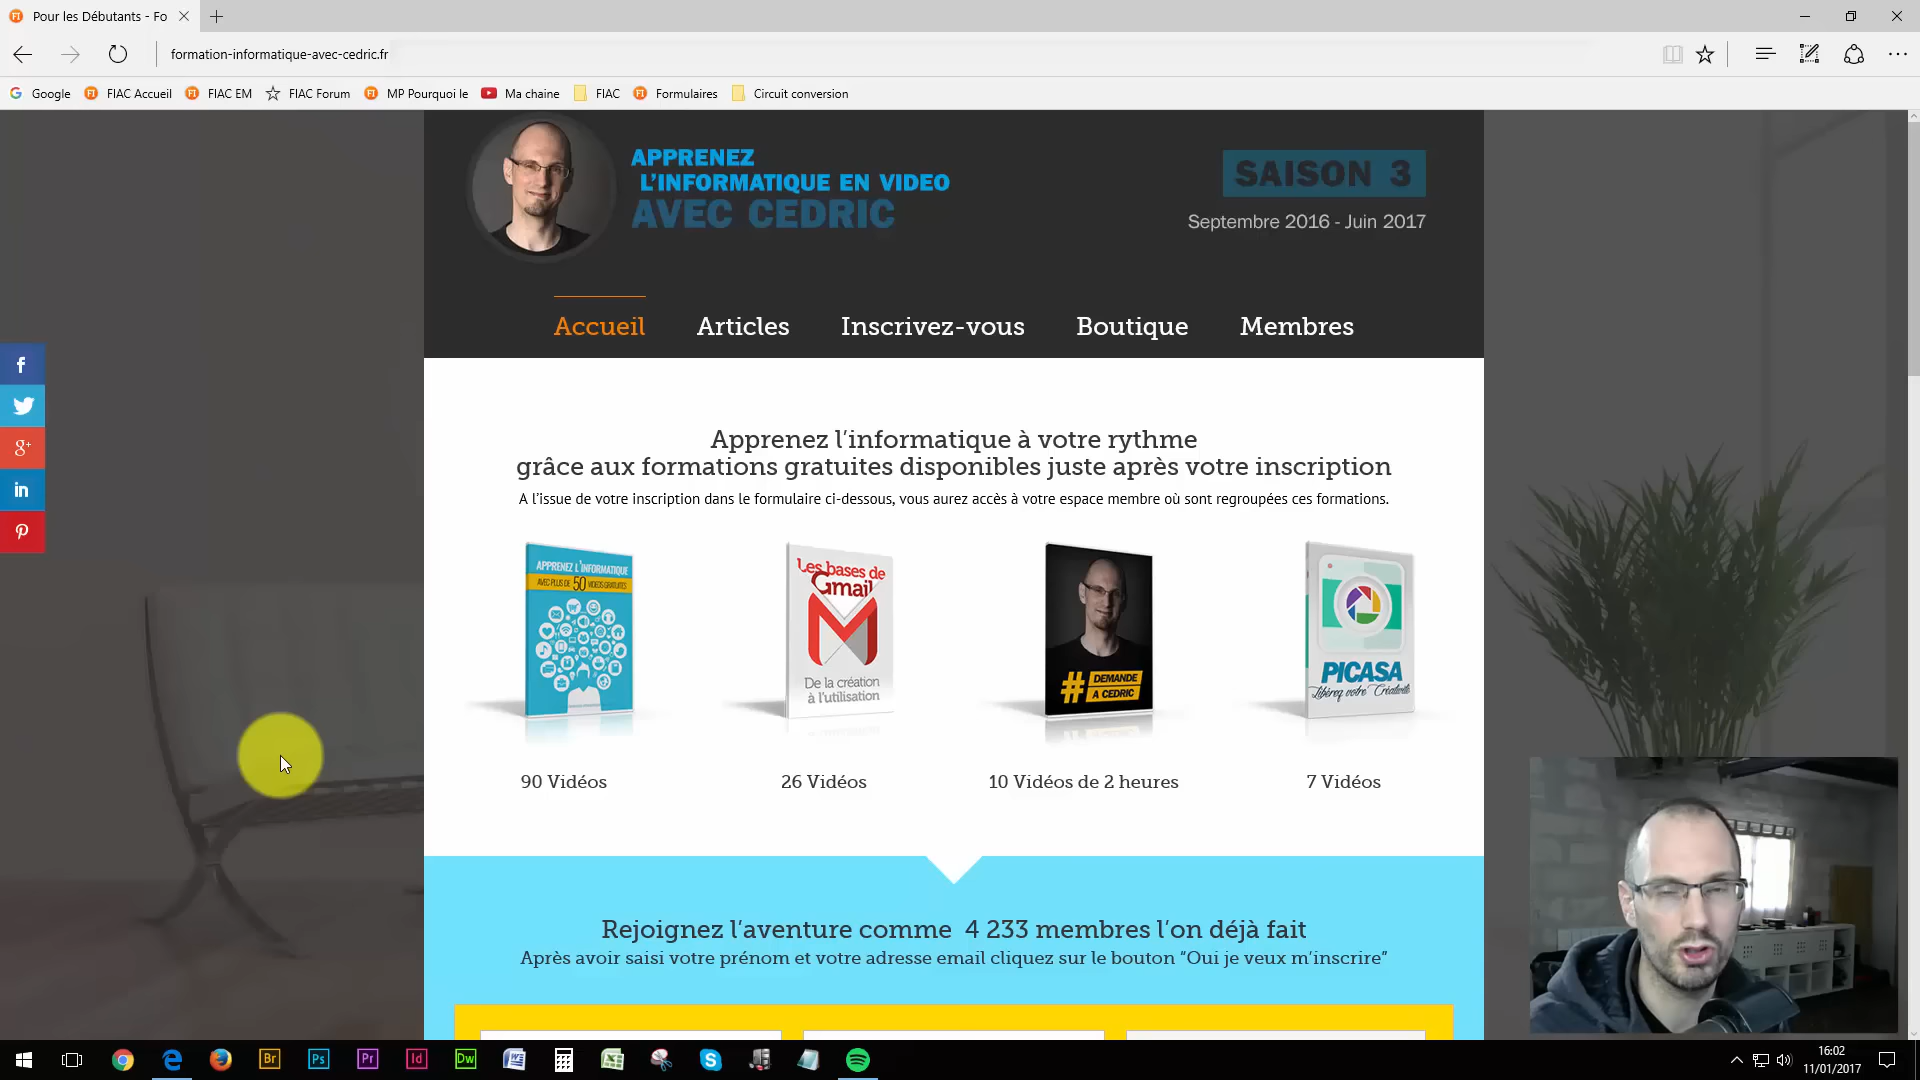 Pour les Débutants - Fo
formation-informatique-avec-cedric.fr
Google FIAC Accueil FIAC EM FIAC Forum MP Pourquoi le Ma chaine FIAC Formulaires Circuit conversion
APPRENEZ
L'INFORMATIQUE EN VIDEO
AVEC CEDRIC
SAISON 3
Septembre 2016 - Juin 2017
Accueil Articles Inscrivez-vous Boutique Membres
Apprenez l'informatique à votre rythme
grâce aux formations gratuites disponibles juste après votre inscription
A l'issue de votre inscription dans le formulaire ci-dessous, vous aurez accès à votre espace membre où sont regroupées ces formations.
APPRENEZ L'INFORMATIQUE
AVEC PLUS DE 50 VIDEOS GRATUITES
Les bases de
Gmail
De la création
à l'utilisation
# DEMANDE
A CEDRIC
PICASA
Libérez votre Créativité
90 Vidéos
26 Vidéos
10 Vidéos de 2 heures
7 Vidéos
Rejoignez l'aventure comme 4 233 membres l'on déjà fait
Après avoir saisi votre prénom et votre adresse email cliquez sur le bouton "Oui je veux m'inscrire"
Br Ps Pr Id Dw
16:02
11/01/2017